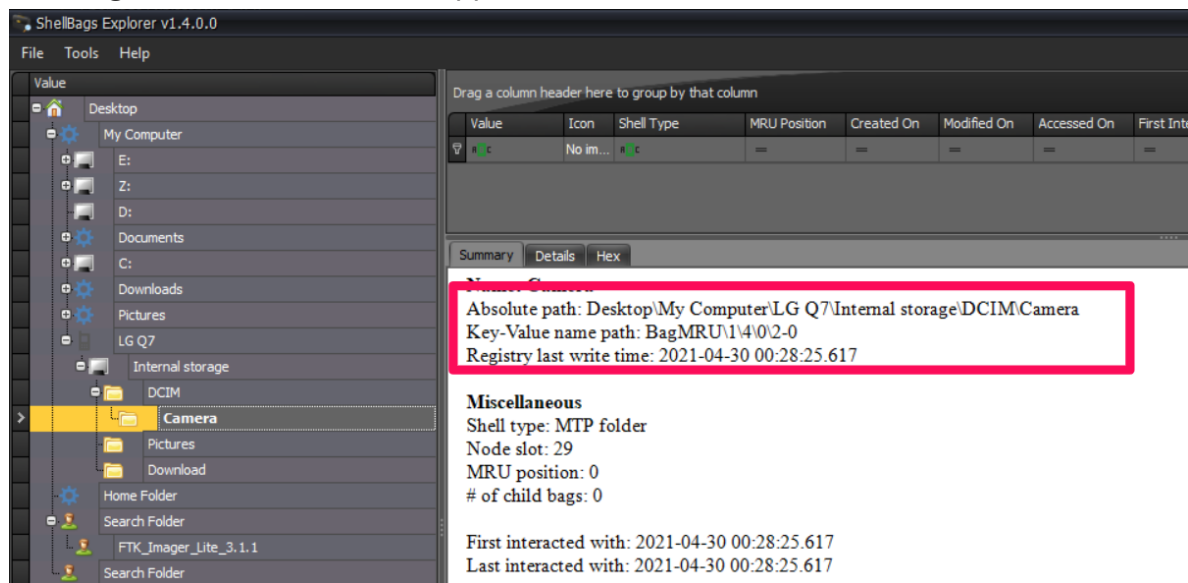 ShellBags Explorer v1.4.0.0
File Tools Help
Value
Desktop
My Computer
E:
Z:
D:
Documents
C:
Downloads
Pictures
LG Q7
Internal storage
DCIM
Camera
Pictures
Download
Home Folder
Search Folder
FTK_Imager_Lite_3.1.1
Search Folder
Drag a column header here to group by that column
Value Icon Shell Type MRU Position Created On Modified On Accessed On First Inte
No im...
Summary Details Hex
Name: Camera
Absolute path: Desktop\My Computer\LG Q7\Internal storage\DCIM\Camera
Key-Value name path: BagMRU\1\4\0\2-0
Registry last write time: 2021-04-30 00:28:25.617
Miscellaneous
Shell type: MTP folder
Node slot: 29
MRU position: 0
# of child bags: 0
First interacted with: 2021-04-30 00:28:25.617
Last interacted with: 2021-04-30 00:28:25.617